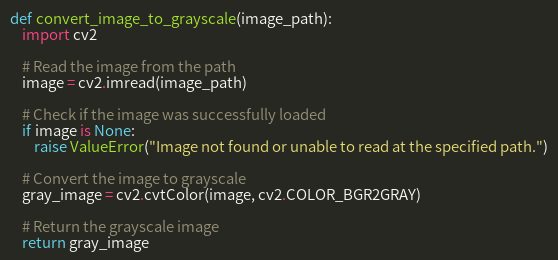 def convert_image_to_grayscale(image_path):
    import cv2

    # Read the image from the path
    image = cv2.imread(image_path)

    # Check if the image was successfully loaded
    if image is None:
        raise ValueError("Image not found or unable to read at the specified path.")

    # Convert the image to grayscale
    gray_image = cv2.cvtColor(image, cv2.COLOR_BGR2GRAY)

    # Return the grayscale image
    return gray_image